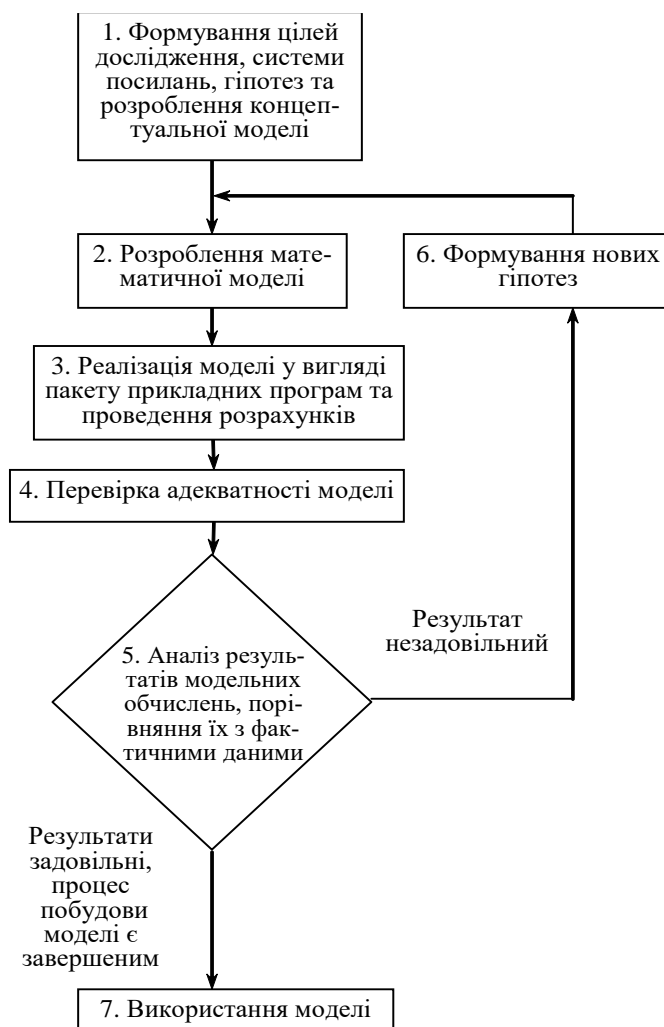 1. Формування цілей
дослідження, системи
посилань, гіпотез та
розроблення концеп-
туальної моделі
2. Розроблення мате-
матичної моделі
6. Формування нових
гіпотез
3. Реалізація моделі у вигляді
пакету прикладних програм та
проведення розрахунків
4. Перевірка адекватності моделі
Результат
незадовільний
5. Аналіз резуль-
татів модельних
обчислень, порі-
вняння їх з фак-
тичними даними
Результати
задовільні,
процес
побудови
моделі є
завершеним
7. Використання моделі